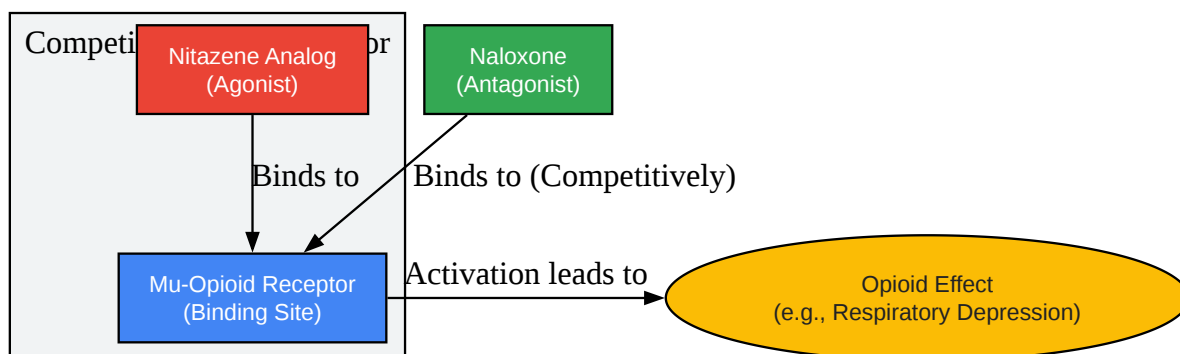 Competi
or
Nitazene Analog
(Agonist)
Naloxone
(Antagonist)
Binds to
Binds to (Competitively)
Mu-Opioid Receptor
(Binding Site)
Activation leads to
Opioid Effect
(e.g., Respiratory Depression)